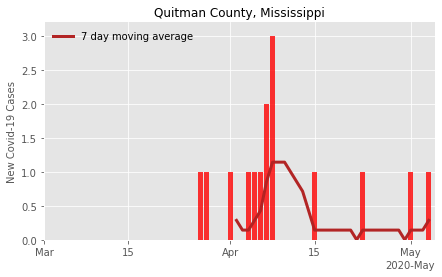 Quitman County, Mississippi
7 day moving average
New Covid-19 Cases
3.0
2.5
2.0
1.5
1.0
0.5
0.0
Mar
15
Apr
15
May
2020-May